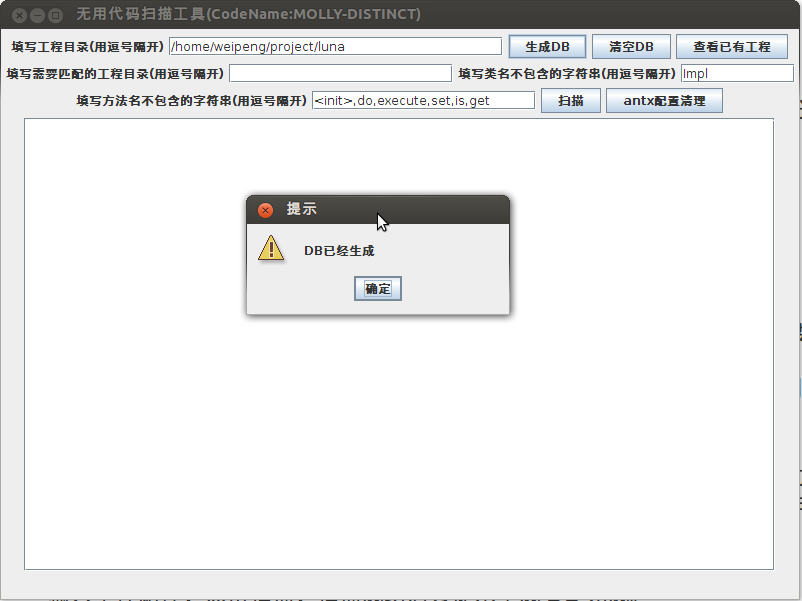 无用代码扫描工具(CodeName:MOLLY-DISTINCT)
填写工程目录(用逗号隔开) /home/weipeng/project/luna 生成DB 清空DB 查看已有工程
填写需要匹配的工程目录(用逗号隔开) 填写类名不包含的字符串(用逗号隔开) Impl
填写方法名不包含的字符串(用逗号隔开) <init>,do,execute,set,is,get 扫描 antx配置清理
提示
DB已经生成
确定